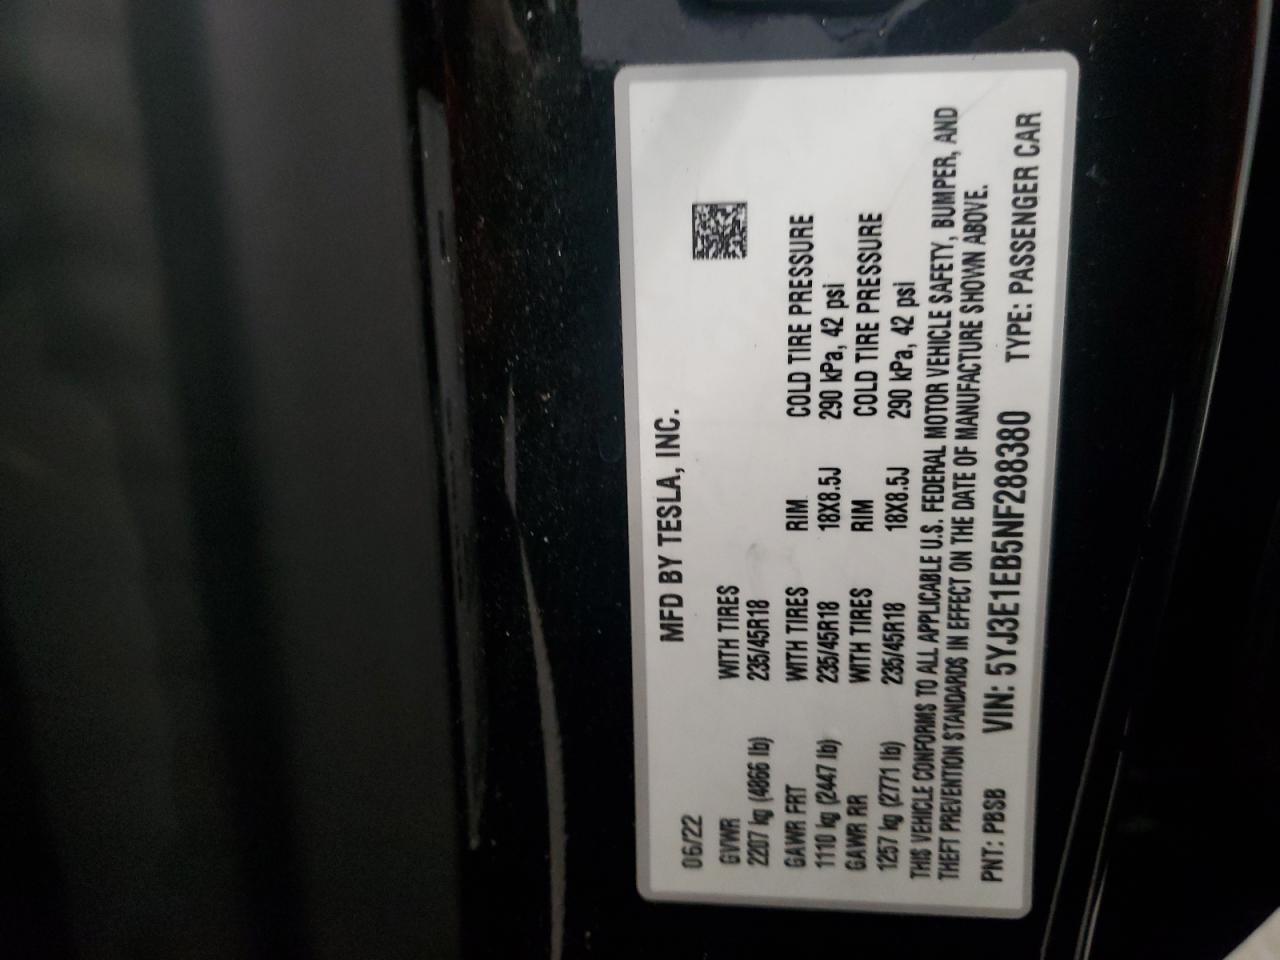 MFD BY TESLA, INC.
06/22
GVWR WITH TIRES
2207 kg (4866 lb) 235/45R18
GAWR FRT WITH TIRES RIM COLD TIRE PRESSURE
1110 kg (2447 lb) 235/45R18 18X8.5J 290 kPa, 42 psi
GAWR RR WITH TIRES RIM COLD TIRE PRESSURE
1257 kg (2771 lb) 235/45R18 18X8.5J 290 kPa, 42 psi
THIS VEHICLE CONFORMS TO ALL APPLICABLE U.S. FEDERAL MOTOR VEHICLE SAFETY, BUMPER, AND
THEFT PREVENTION STANDARDS IN EFFECT ON THE DATE OF MANUFACTURE SHOWN ABOVE.
PNT: PBSB VIN: 5YJ3E1EB5NF288380 TYPE: PASSENGER CAR